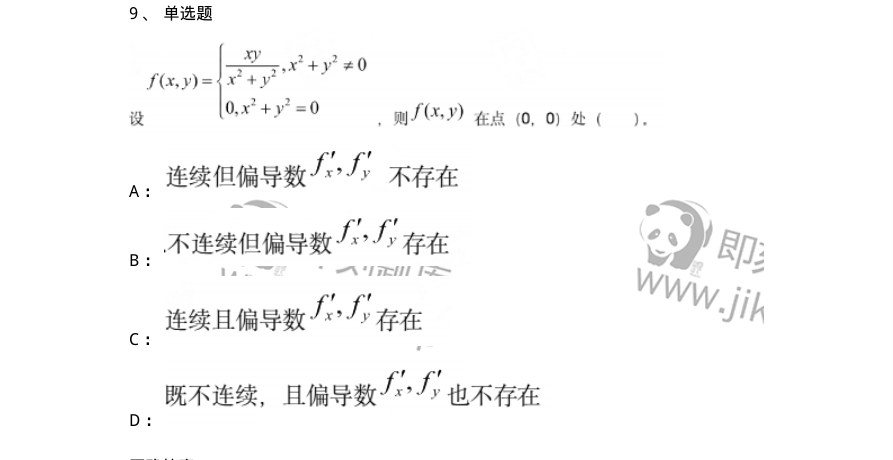 9 、 单选题
设 f(x,y)={ xy/(x²+y²), x²+y²≠0
0, x²+y²=0 ，则 f(x,y) 在点（0，0）处（ ）。
A： 连续但偏导数 f′x, f′y 不存在
B： .不连续但偏导数 f′x, f′y 存在
C： 连续且偏导数 f′x, f′y 存在
D： 既不连续，且偏导数 f′x, f′y 也不存在
www.jik